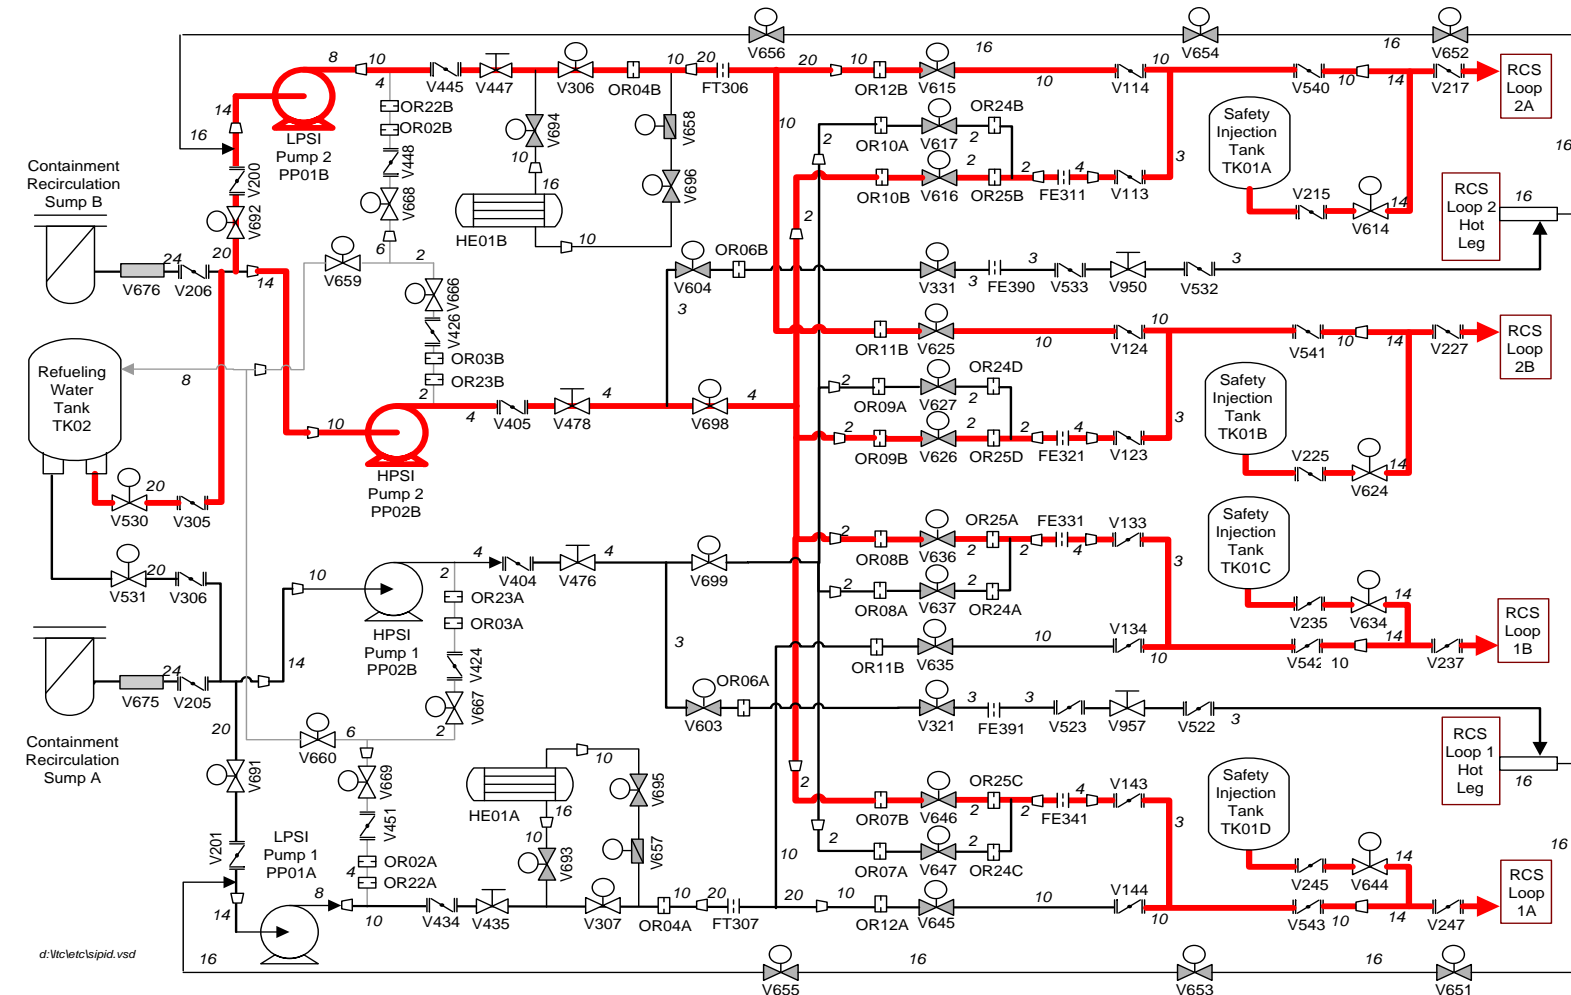 16
V656
16
V654
16
V652
8
10
10
20
20
10
V445
V447
V306
OR04B
FT306
OR12B
V615
10
V114
10
V540
10
14
V217
RCS
Loop
2A
4
OR22B
OR02B
V448
V668
6
LPSI
Pump 2
PP01B
14
16
V200
V692
20
V694
10
16
HE01B
10
V658
V696
10
OR10A
V617
OR24B
2
2
OR10B
V616
2
OR25B
2
FE311
4
V113
3
Safety
Injection
Tank
TK01A
V215
V614
14
16
Containment
Recirculation
Sump B
24
V676
V206
14
V659
2
V666
V426
OR03B
OR23B
2
2
OR06B
V604
3
V331
3
FE390
3
V533
V950
3
V532
3
RCS
Loop 2
Hot
Leg
16
Refueling
Water
Tank
TK02
8
10
OR11B
V625
10
V124
10
V541
10
14
V227
RCS
Loop
2B
4
V405
V478
4
V698
4
2
OR09A
V627
OR24D
2
2
OR09B
V626
2
OR25D
2
FE321
4
V123
3
Safety
Injection
Tank
TK01B
V225
V624
14
HPSI
Pump 2
PP02B
20
V530
V305
20
V531
V306
10
4
V404
V476
4
V699
2
OR08B
V636
OR25A
2
2
FE331
4
V133
3
2
OR08A
V637
2
OR24A
Safety
Injection
Tank
TK01C
V235
V634
14
HPSI
Pump 1
PP02B
2
OR23A
OR03A
V424
V667
2
3
14
OR11B
V635
10
V134
10
V542
10
14
V237
RCS
Loop
1B
24
V675
V205
Containment
Recirculation
Sump A
20
V691
V660
6
OR06A
V603
V321
3
FE391
3
V523
V957
V522
3
RCS
Loop 1
Hot
Leg
16
V669
V451
OR02A
OR22A
4
HE01A
10
16
10
V693
V695
V657
2
OR07B
V646
OR25C
2
2
FE341
4
V143
3
2
OR07A
V647
2
OR24C
Safety
Injection
Tank
TK01D
V245
V644
14
16
V201
LPSI
Pump 1
PP01A
8
14
10
V434
V435
V307
10
OR04A
20
FT307
10
20
10
OR12A
V645
10
V144
10
V543
10
14
V247
RCS
Loop
1A
d:\ltc\etc\sipid.vsd
16
V655
16
V653
16
V651